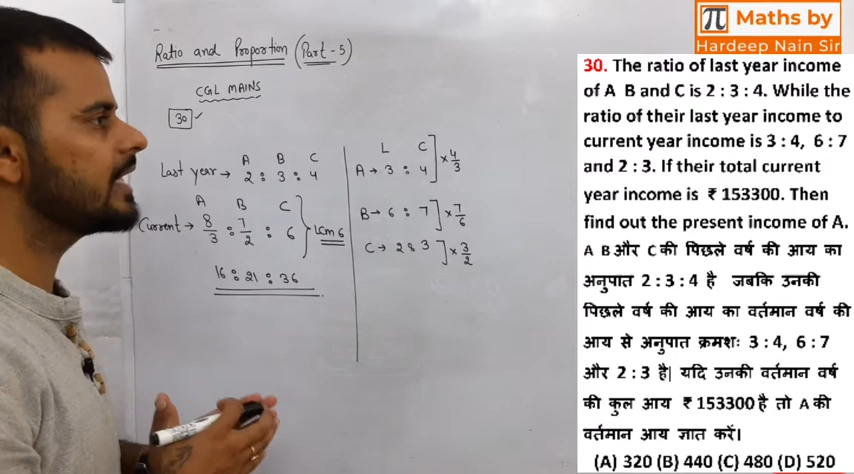 π Maths by
Hardeep Nain Sir
Ratio and Proportion (Part-5)
CGL MAINS
30
A B C
Last year → 2 : 3 : 4
A B C
Current → 8/3 : 7/2 : 6 ] LCM 6
16 : 21 : 36
L C
A → 3 : 4 ] × 4/3
B → 6 : 7 ] × 7/6
C → 2 : 3 ] × 3/2
30. The ratio of last year income
of A B and C is 2 : 3 : 4. While the
ratio of their last year income to
current year income is 3 : 4, 6 : 7
and 2 : 3. If their total current
year income is ₹ 153300. Then
find out the present income of A.
A B और C की पिछले वर्ष की आय का
अनुपात 2 : 3 : 4 है जबकि उनकी
पिछले वर्ष की आय का वर्तमान वर्ष की
आय से अनुपात क्रमशः 3 : 4, 6 : 7
और 2 : 3 है| यदि उनकी वर्तमान वर्ष
की कुल आय ₹ 153300 है तो A की
वर्तमान आय ज्ञात करें।
(A) 320 (B) 440 (C) 480 (D) 520